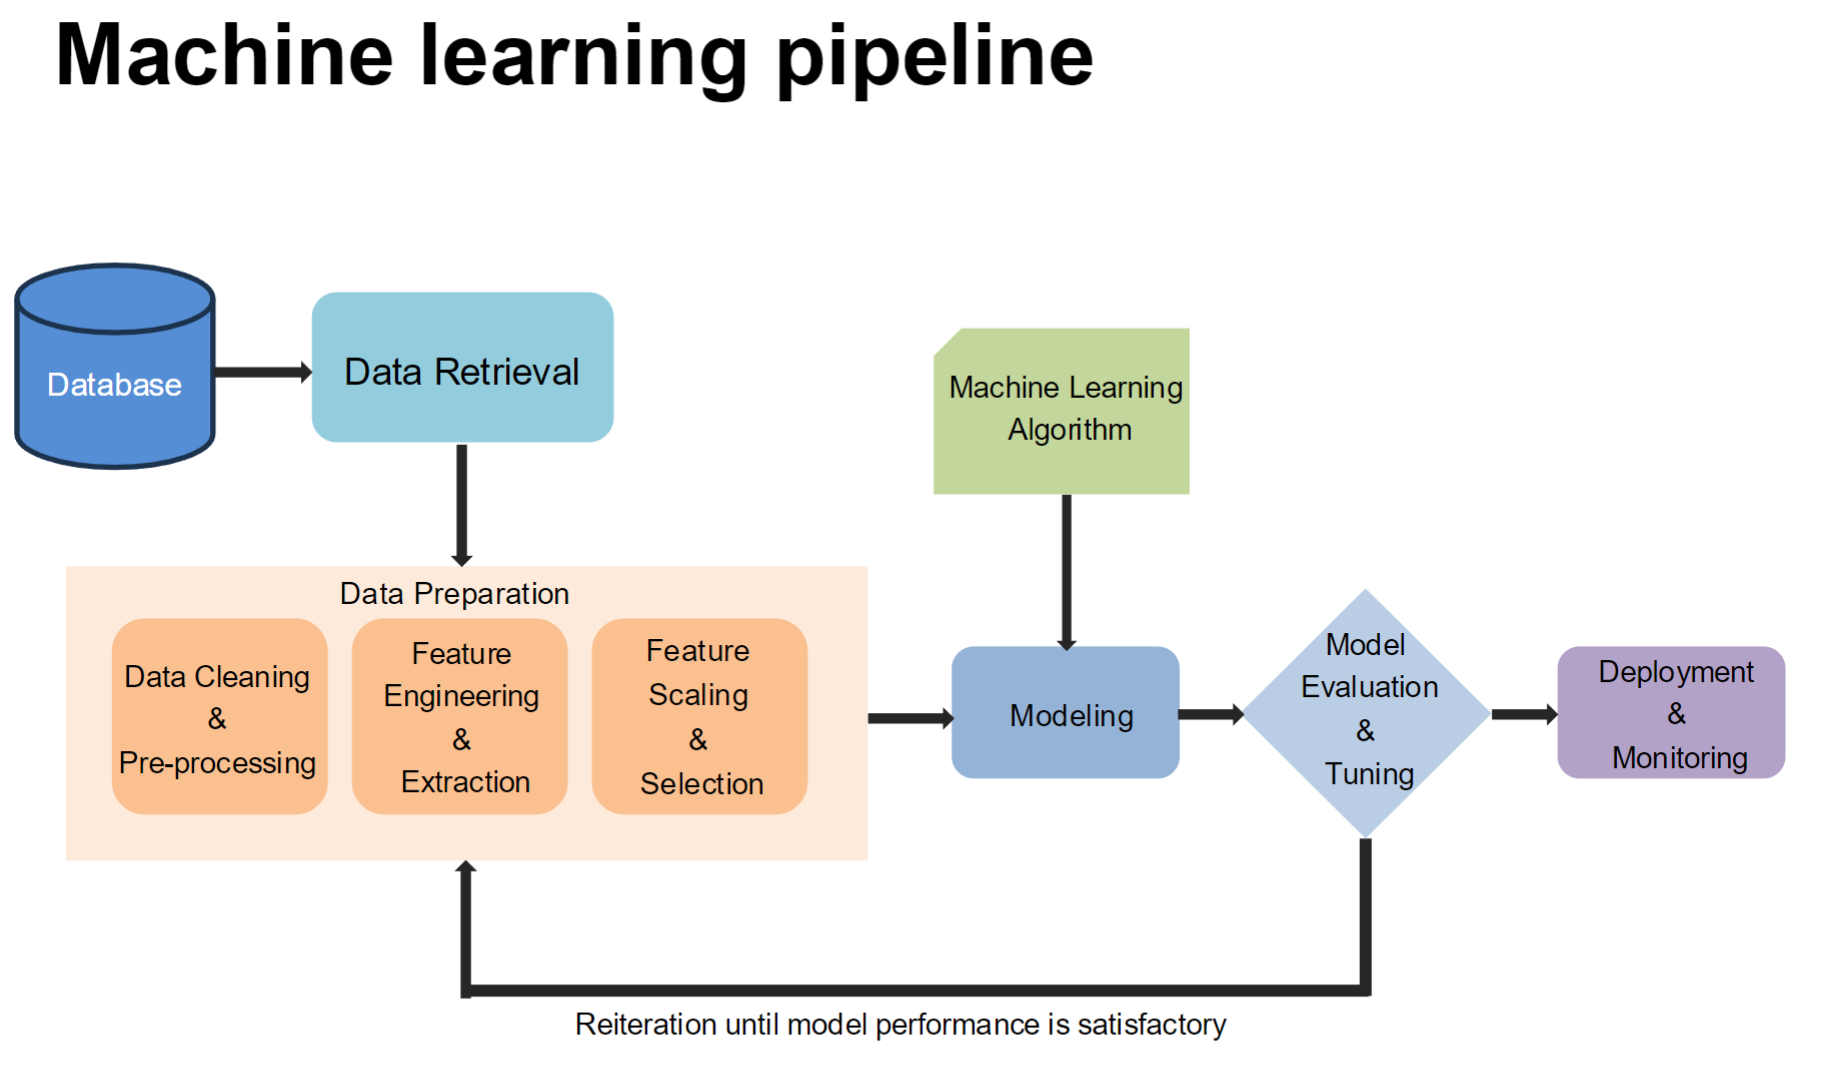 Machine learning pipeline
Database
Data Retrieval
Machine Learning
Algorithm
Data Preparation
Data Cleaning
&
Pre-processing
Feature
Engineering
&
Extraction
Feature
Scaling
&
Selection
Modeling
Model
Evaluation
&
Tuning
Deployment
&
Monitoring
Reiteration until model performance is satisfactory